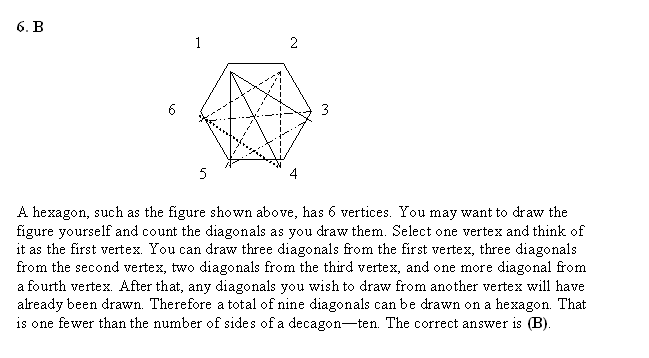 6. B
1 2
6 3
5 4
A hexagon, such as the figure shown above, has 6 vertices. You may want to draw the
figure yourself and count the diagonals as you draw them. Select one vertex and think of
it as the first vertex. You can draw three diagonals from the first vertex, three diagonals
from the second vertex, two diagonals from the third vertex, and one more diagonal from
a fourth vertex. After that, any diagonals you wish to draw from another vertex will have
already been drawn. Therefore a total of nine diagonals can be drawn on a hexagon. That
is one fewer than the number of sides of a decagon—ten. The correct answer is (B).